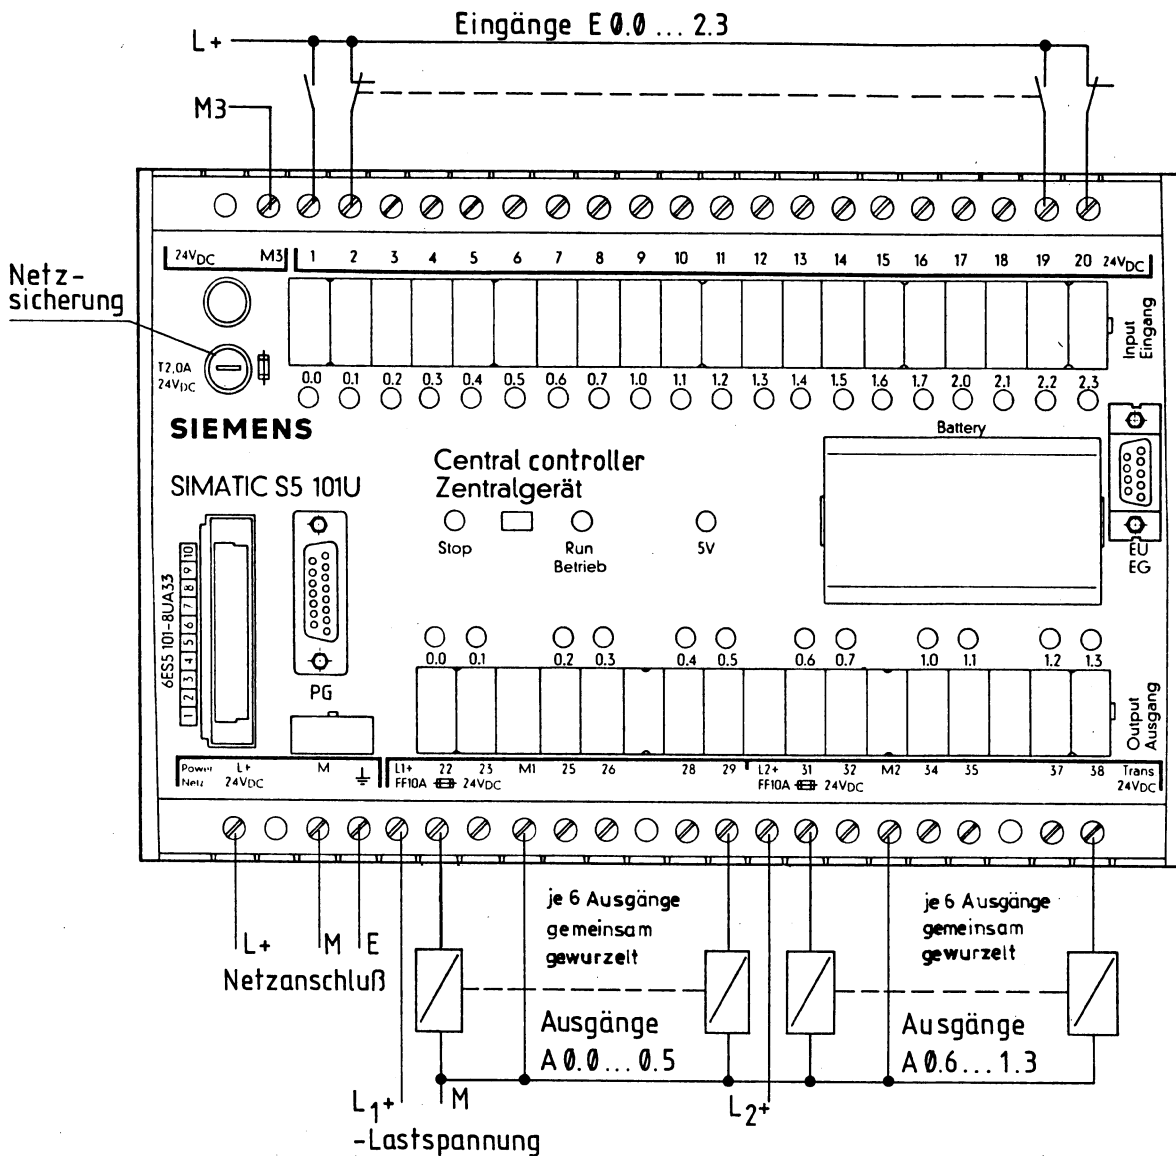 Eingänge E 0.0 ... 2.3
L+
M3
24VDC M3 1 2 3 4 5 6 7 8 9 10 11 12 13 14 15 16 17 18 19 20 24VDC
Netz-
sicherung
Input
Eingang
T2,0A
24VDC
0.0 0.1 0.2 0.3 0.4 0.5 0.6 0.7 1.0 1.1 1.2 1.3 1.4 1.5 1.6 1.7 2.0 2.1 2.2 2.3
SIEMENS
Battery
Central controller
Zentralgerät
SIMATIC S5 101U
Stop
Run
Betrieb
5V
EU
EG
6ES5 101-8UA33
1 2 3 4 5 6 7 8 9 10
PG
0.0 0.1 0.2 0.3 0.4 0.5 0.6 0.7 1.0 1.1 1.2 1.3
Output
Ausgang
Power L+ M
Netz 24VDC
L1+ 22 23 M1 25 26 28 29 L2+ 31 32 M2 34 35 37 38 Trans
FF10A 24VDC FF10A 24VDC 24VDC
L+ M E
Netzanschluß
je 6 Ausgänge
gemeinsam
gewurzelt
je 6 Ausgänge
gemeinsam
gewurzelt
Ausgänge
A 0.0 ... 0.5
Ausgänge
A 0.6 ... 1.3
L1+ M
L2+
-Lastspannung